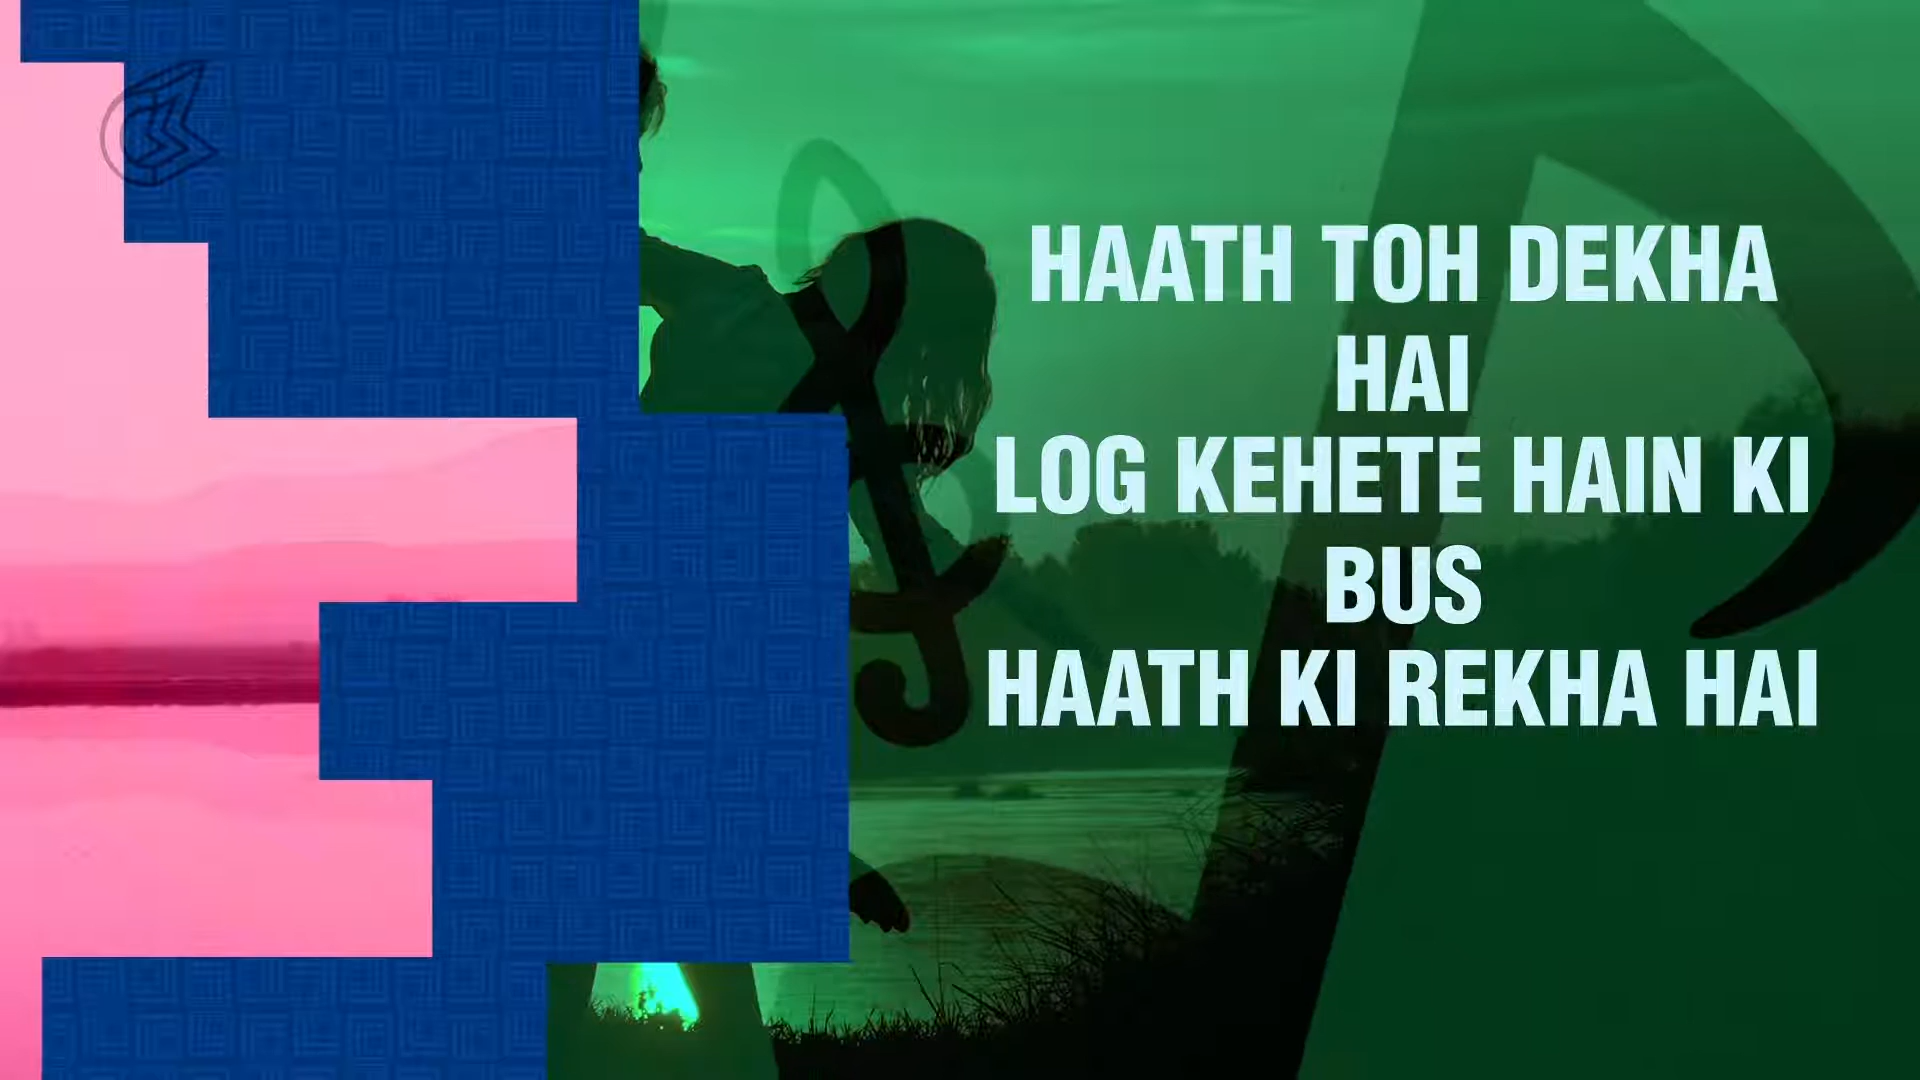 HAATH TOH DEKHA
HAI
LOG KEHETE HAIN KI
BUS
HAATH KI REKHA HAI